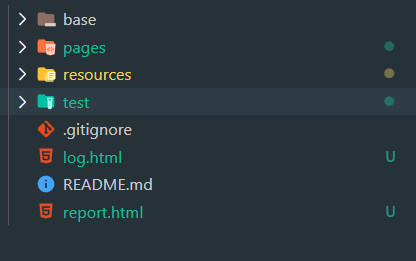 base
pages
resources
test
.gitignore
log.html U
README.md
report.html U